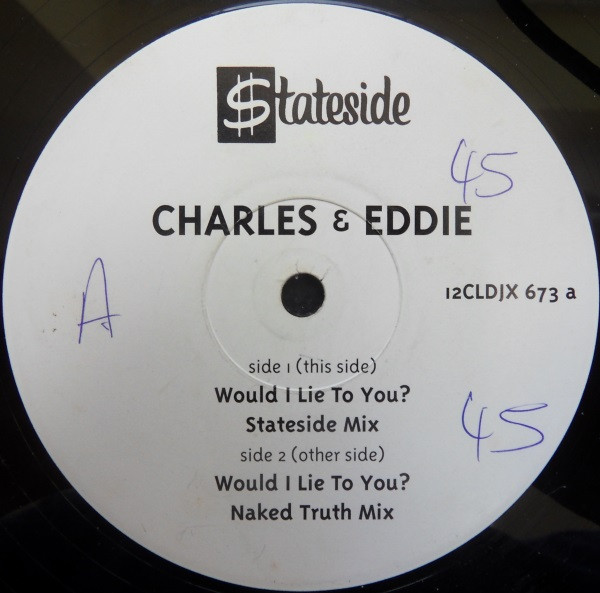 $tateside
45
CHARLES & EDDIE
A
12CLDJX 673 a
side 1 (this side)
Would I Lie To You?
Stateside Mix
45
side 2 (other side)
Would I Lie To You?
Naked Truth Mix